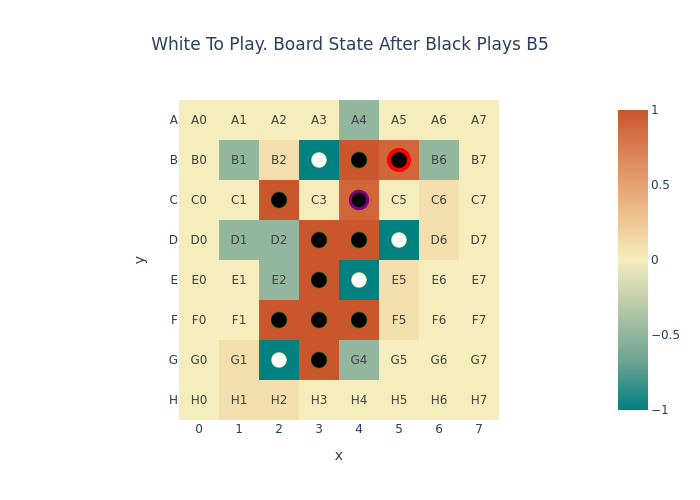 White To Play. Board State After Black Plays B5
A A0 A1 A2 A3 A4 A5 A6 A7
B B0 B1 B2 B6 B7
C C0 C1 C3 C5 C6 C7
D D0 D1 D2 D6 D7
E E0 E1 E2 E5 E6 E7
F F0 F1 F5 F6 F7
G G0 G1 G4 G5 G6 G7
H H0 H1 H2 H3 H4 H5 H6 H7
0 1 2 3 4 5 6 7
x
y
1
0.5
0
−0.5
−1